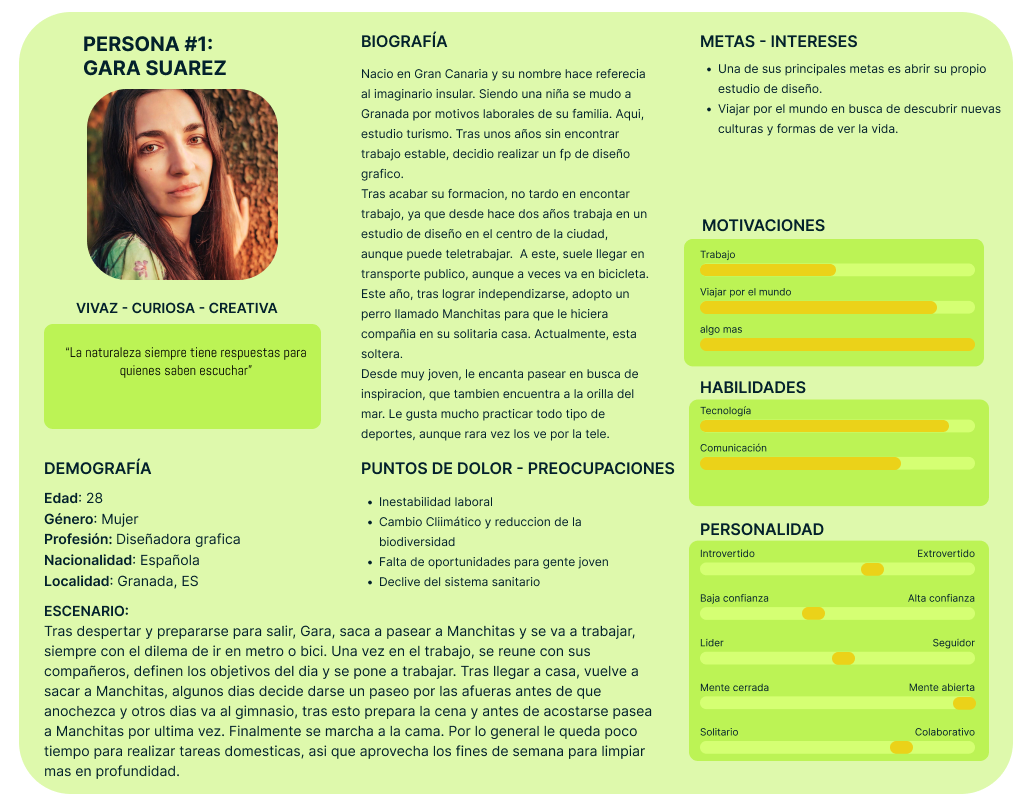 PERSONA #1:
GARA SUAREZ
VIVAZ - CURIOSA - CREATIVA
“La naturaleza siempre tiene respuestas para
quienes saben escuchar”
DEMOGRAFÍA
Edad: 28
Género: Mujer
Profesión: Diseñadora grafica
Nacionalidad: Española
Localidad: Granada, ES
BIOGRAFÍA
Nacio en Gran Canaria y su nombre hace referecia
al imaginario insular. Siendo una niña se mudo a
Granada por motivos laborales de su familia. Aqui,
estudio turismo. Tras unos años sin encontrar
trabajo estable, decidio realizar un fp de diseño
grafico.
Tras acabar su formacion, no tardo en encontar
trabajo, ya que desde hace dos años trabaja en un
estudio de diseño en el centro de la ciudad,
aunque puede teletrabajar.  A este, suele llegar en
transporte publico, aunque a veces va en bicicleta.
Este año, tras lograr independizarse, adopto un
perro llamado Manchitas para que le hiciera
compañia en su solitaria casa. Actualmente, esta
soltera.
Desde muy joven, le encanta pasear en busca de
inspiracion, que tambien encuentra a la orilla del
mar. Le gusta mucho practicar todo tipo de
deportes, aunque rara vez los ve por la tele.
PUNTOS DE DOLOR - PREOCUPACIONES
• Inestabilidad laboral
• Cambio Cliimático y reduccion de la
biodiversidad
• Falta de oportunidades para gente joven
• Declive del sistema sanitario
ESCENARIO:
Tras despertar y prepararse para salir, Gara, saca a pasear a Manchitas y se va a trabajar,
siempre con el dilema de ir en metro o bici. Una vez en el trabajo, se reune con sus
compañeros, definen los objetivos del dia y se pone a trabajar. Tras llegar a casa, vuelve a
sacar a Manchitas, algunos dias decide darse un paseo por las afueras antes de que
anochezca y otros dias va al gimnasio, tras esto prepara la cena y antes de acostarse pasea
a Manchitas por ultima vez. Finalmente se marcha a la cama. Por lo general le queda poco
tiempo para realizar tareas domesticas, asi que aprovecha los fines de semana para limpiar
mas en profundidad.
METAS - INTERESES
• Una de sus principales metas es abrir su propio
estudio de diseño.
• Viajar por el mundo en busca de descubrir nuevas
culturas y formas de ver la vida.
MOTIVACIONES
Trabajo
Viajar por el mundo
algo mas
HABILIDADES
Tecnología
Comunicación
PERSONALIDAD
Introvertido Extrovertido
Baja confianza Alta confianza
Lider Seguidor
Mente cerrada Mente abierta
Solitario Colaborativo